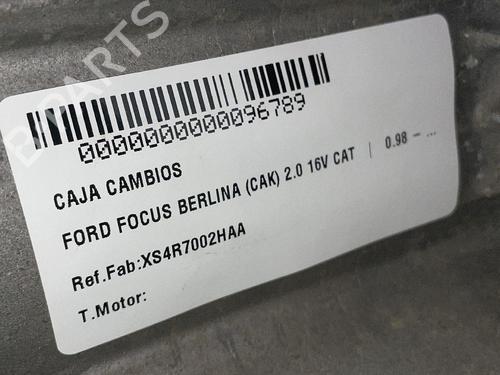 B-PARTS
0000000000096789
CAJA CAMBIOS
FORD FOCUS BERLINA (CAK) 2.0 16V CAT | 0.98 - ...
Ref.Fab:XS4R7002HAA
T.Motor: